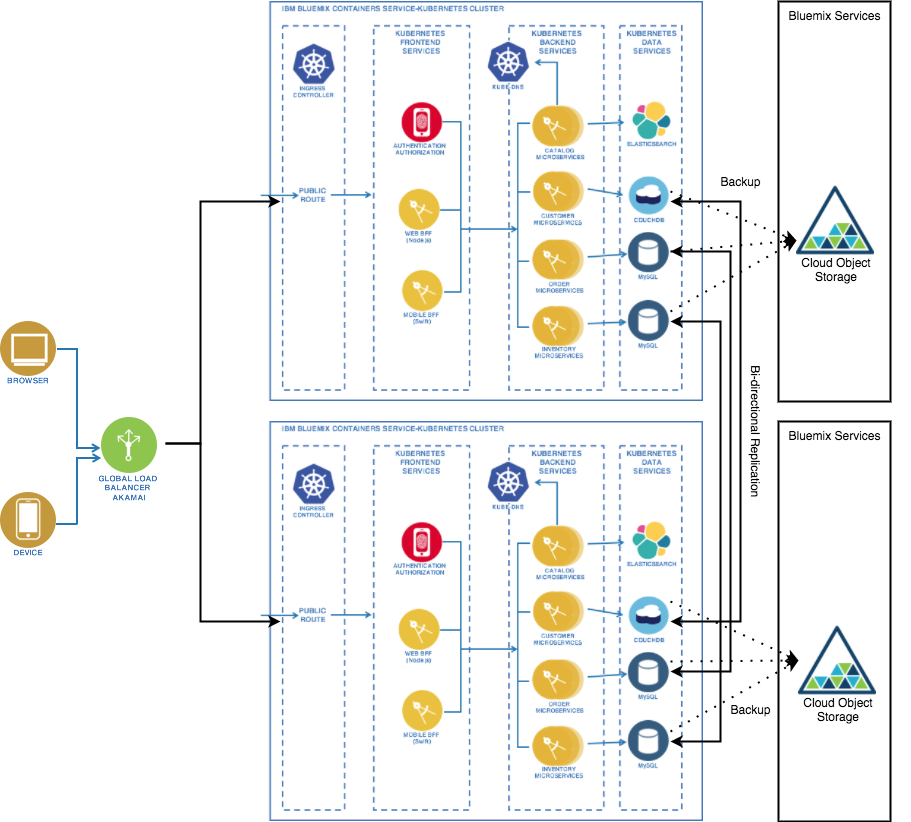 IBM BLUEMIX CONTAINERS SERVICE-KUBERNETES CLUSTER
KUBERNETES
FRONTEND
SERVICES
KUBERNETES
BACKEND
SERVICES
KUBERNETES
DATA
SERVICES
INGRESS
CONTROLLER
KUBE-DNS
AUTHENTICATION
AUTHORIZATION
CATALOG
MICROSERVICES
ELASTICSEARCH
PUBLIC
ROUTE
WEB BFF
(NodeJs)
CUSTOMER
MICROSERVICES
COUCHDB
MOBILE BFF
(Swift)
ORDER
MICROSERVICES
MySQL
INVENTORY
MICROSERVICES
MySQL
Bluemix Services
Backup
Cloud Object
Storage
BROWSER
DEVICE
GLOBAL LOAD
BALANCER
AKAMAI
Bi-directional Replication
IBM BLUEMIX CONTAINERS SERVICE-KUBERNETES CLUSTER
KUBERNETES
FRONTEND
SERVICES
KUBERNETES
BACKEND
SERVICES
KUBERNETES
DATA
SERVICES
INGRESS
CONTROLLER
KUBE-DNS
AUTHENTICATION
AUTHORIZATION
CATALOG
MICROSERVICES
ELASTICSEARCH
PUBLIC
ROUTE
WEB BFF
(NodeJs)
CUSTOMER
MICROSERVICES
COUCHDB
MOBILE BFF
(Swift)
ORDER
MICROSERVICES
MySQL
INVENTORY
MICROSERVICES
MySQL
Bluemix Services
Backup
Cloud Object
Storage